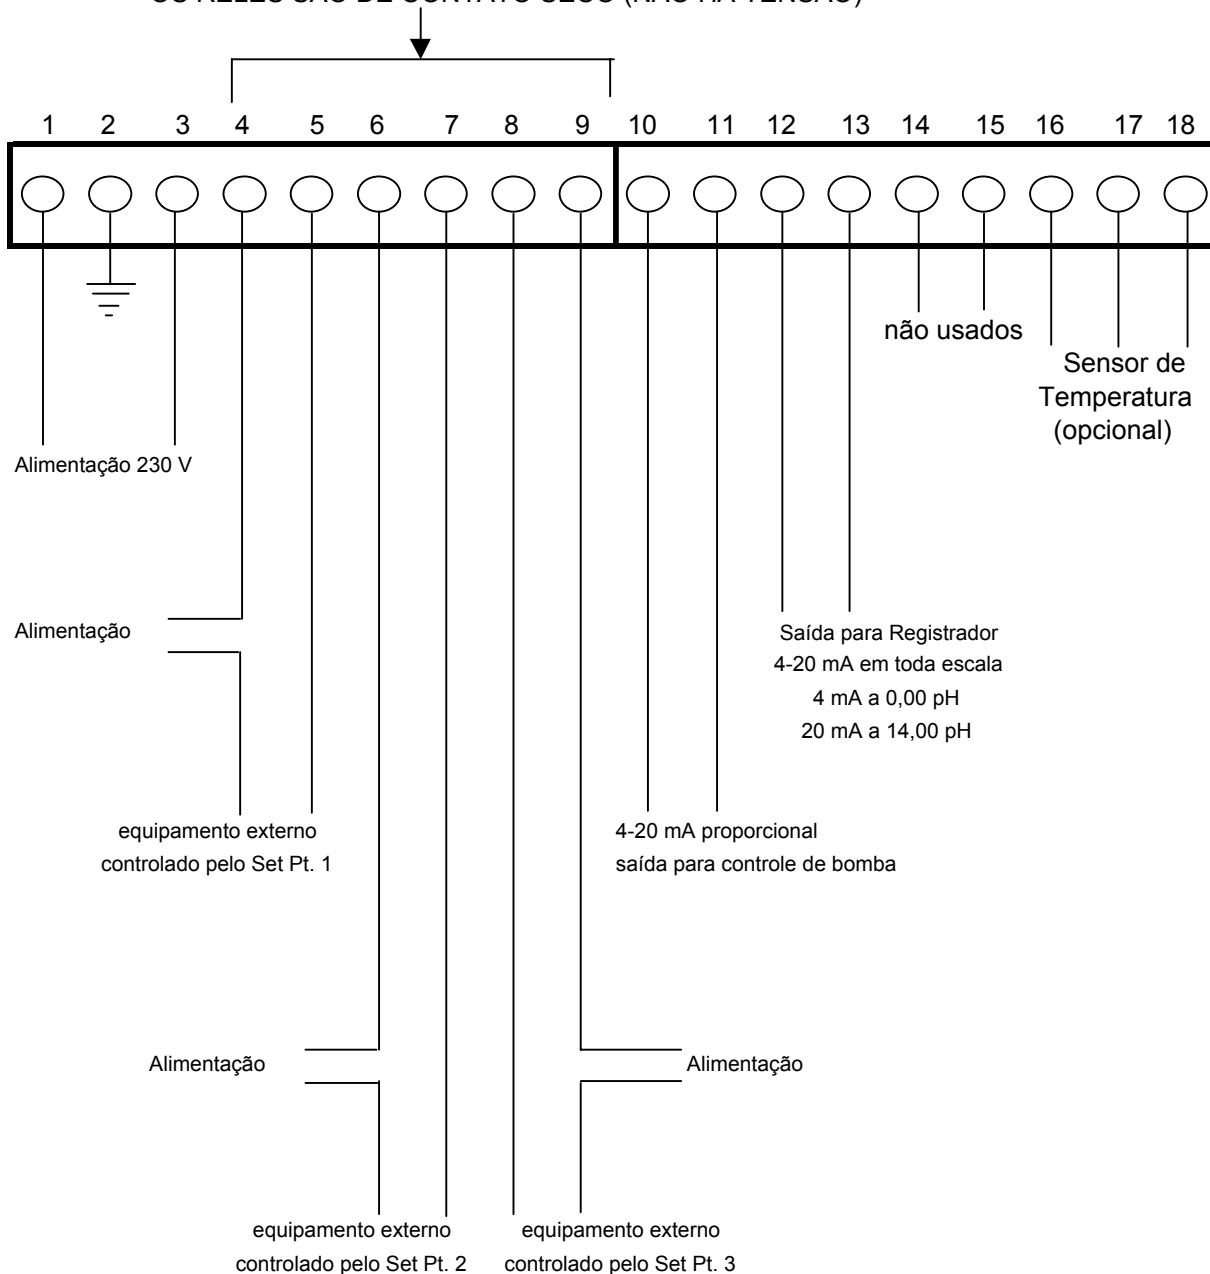 1 2 3 4 5 6 7 8 9 10 11 12 13 14 15 16 17 18
não usados
Sensor de
Temperatura
(opcional)
Alimentação 230 V
Alimentação
Saída para Registrador
4-20 mA em toda escala
4 mA a 0,00 pH
20 mA a 14,00 pH
equipamento externo
controlado pelo Set Pt. 1
4-20 mA proporcional
saída para controle de bomba
Alimentação
Alimentação
equipamento externo
controlado pelo Set Pt. 2
equipamento externo
controlado pelo Set Pt. 3